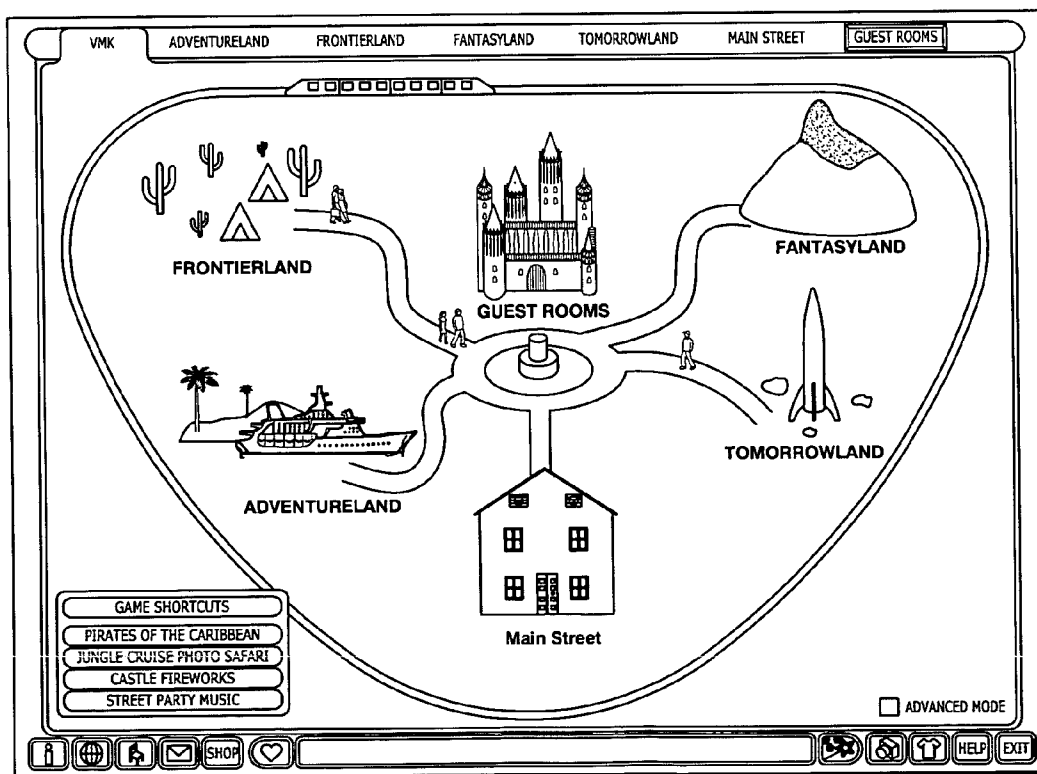 VMK
ADVENTURELAND
FRONTIERLAND
FANTASYLAND
TOMORROWLAND
MAIN STREET
GUEST ROOMS
FRONTIERLAND
GUEST ROOMS
FANTASYLAND
ADVENTURELAND
TOMORROWLAND
Main Street
GAME SHORTCUTS
PIRATES OF THE CARIBBEAN
JUNGLE CRUISE PHOTO SAFARI
CASTLE FIREWORKS
STREET PARTY MUSIC
ADVANCED MODE
SHOP
HELP
EXIT